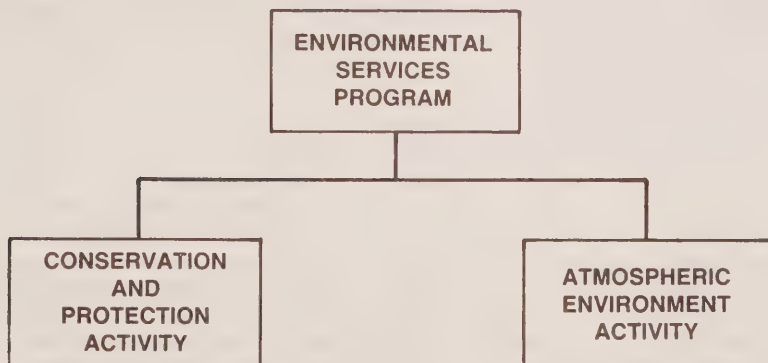 ENVIRONMENTAL
SERVICES
PROGRAM
CONSERVATION
AND
PROTECTION
ACTIVITY
ATMOSPHERIC
ENVIRONMENT
ACTIVITY